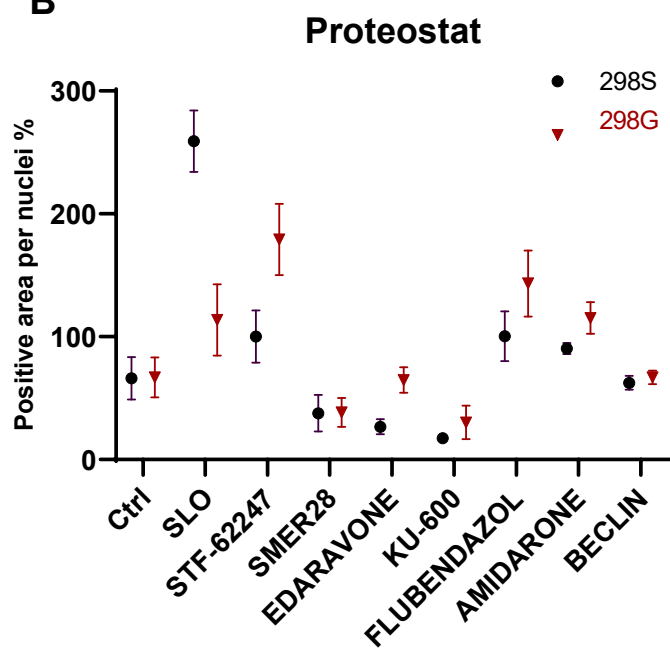 B
Proteostat
298S
298G
Positive area per nuclei %
300
200
100
0
Ctrl
SLO
STF-62247
SMER28
EDARAVONE
KU-600
FLUBENDAZOL
AMIDARONE
BECLIN